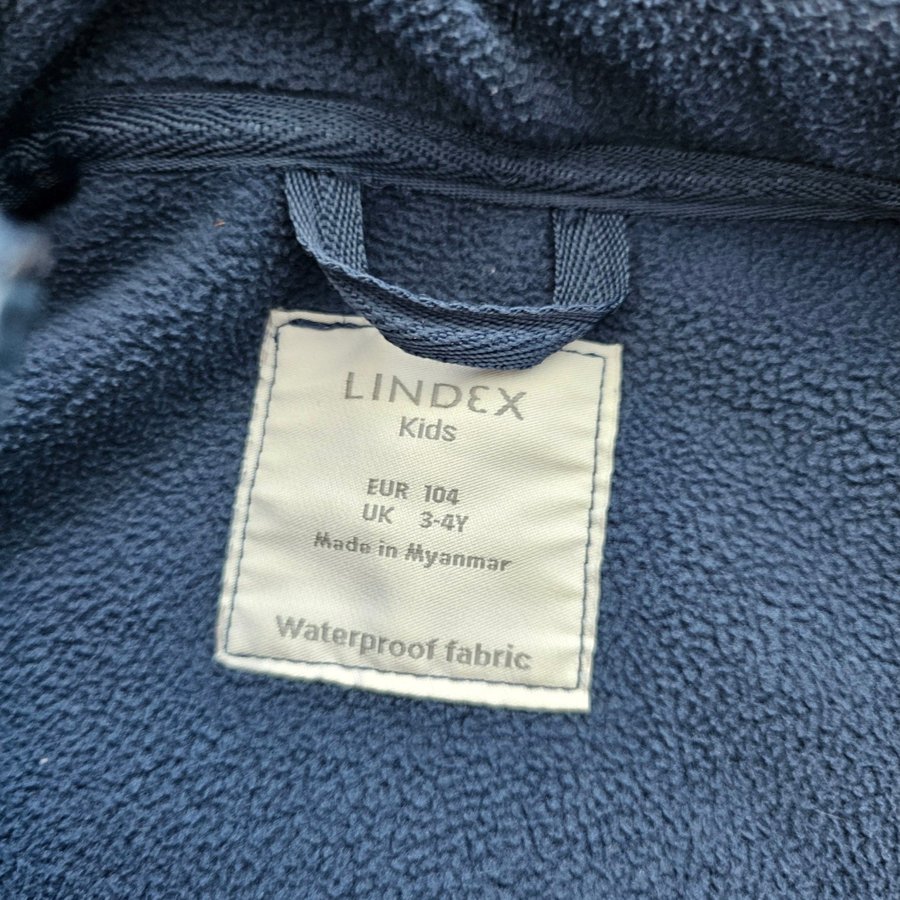 LINDEX
Kids
EUR 104
UK 3-4Y
Made in Myanmar
Waterproof fabric